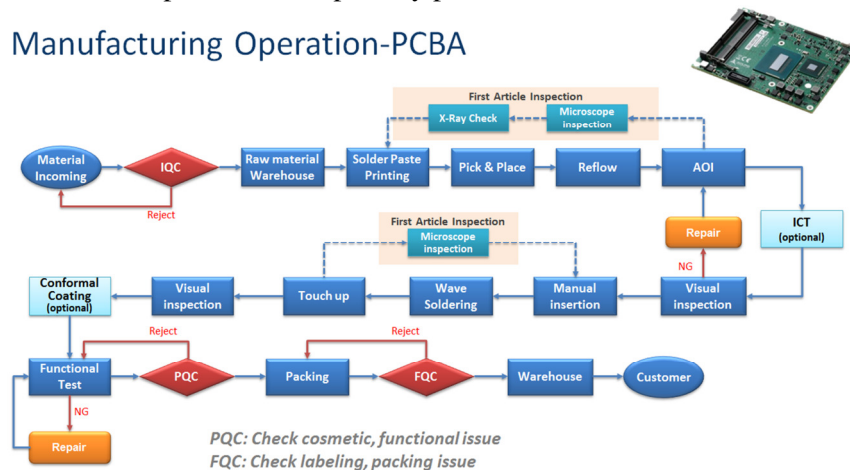 Manufacturing Operation-PCBA
First Article Inspection
X-Ray Check
Microscope
inspection
Material
Incoming
IQC
Raw material
Warehouse
Solder Paste
Printing
Pick & Place
Reflow
AOI
Reject
First Article Inspection
Microscope
inspection
Repair
ICT
(optional)
NG
Conformal
Coating
(optional)
Visual
inspection
Touch up
Wave
Soldering
Manual
insertion
Visual
inspection
Reject
Reject
Functional
Test
PQC
Packing
FQC
Warehouse
Customer
NG
Repair
PQC: Check cosmetic, functional issue
FQC: Check labeling, packing issue